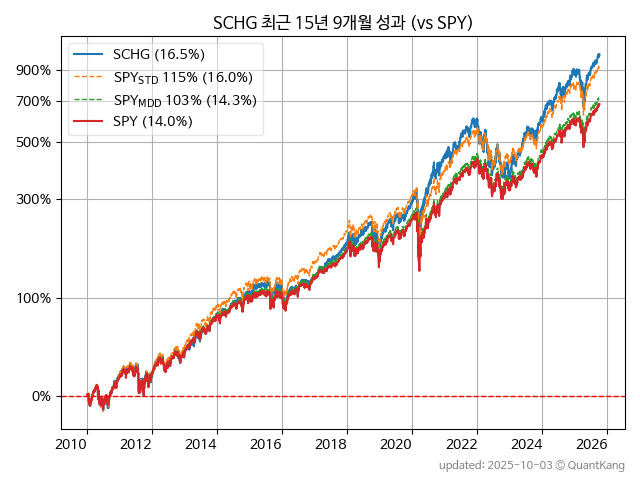 SCHG 최근 15년 9개월 성과 (vs SPY)
SCHG (16.5%)
SPY_STD 115% (16.0%)
SPY_MDD 103% (14.3%)
SPY (14.0%)
900%
700%
500%
300%
100%
0%
2010 2012 2014 2016 2018 2020 2022 2024 2026
updated: 2025-10-03 © QuantKang